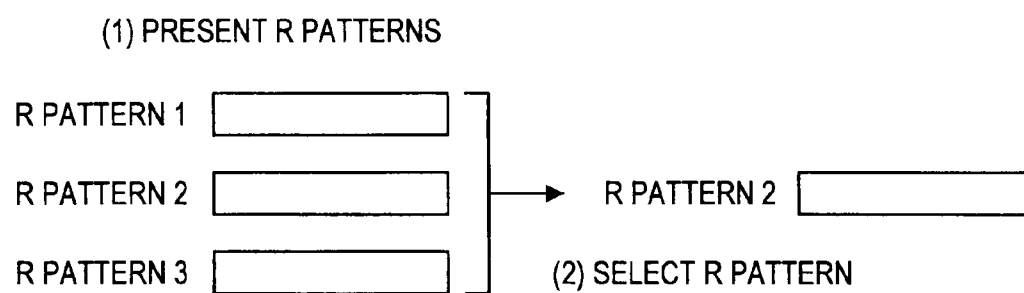 (1) PRESENT R PATTERNS
R PATTERN 1
R PATTERN 2
R PATTERN 3
R PATTERN 2
(2) SELECT R PATTERN